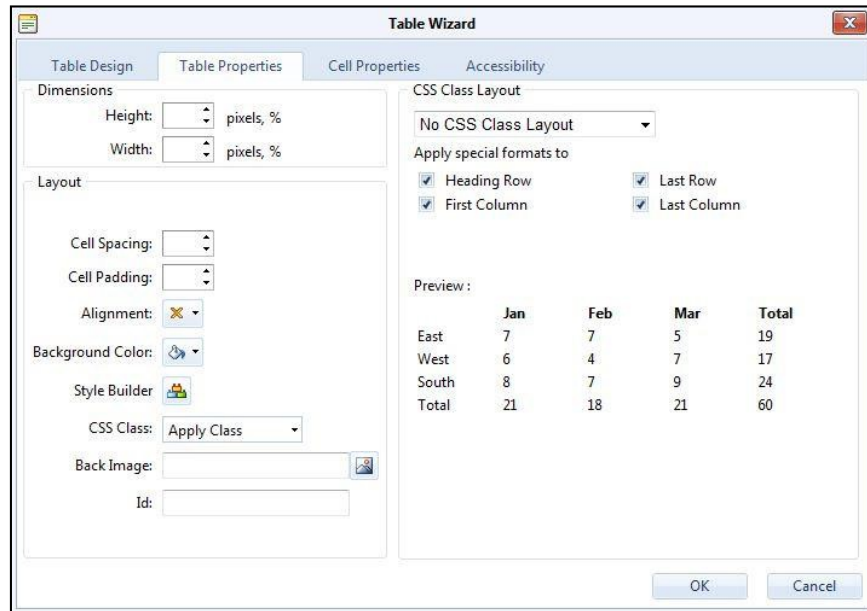 Table Wizard
Table Design Table Properties Cell Properties Accessibility
Dimensions
Height: pixels, %
Width: pixels, %
Layout
Cell Spacing:
Cell Padding:
Alignment:
Background Color:
Style Builder
CSS Class: Apply Class
Back Image:
Id:
CSS Class Layout
No CSS Class Layout
Apply special formats to
Heading Row Last Row
First Column Last Column
Preview :
Jan Feb Mar Total
East 7 7 5 19
West 6 4 7 17
South 8 7 9 24
Total 21 18 21 60
OK Cancel